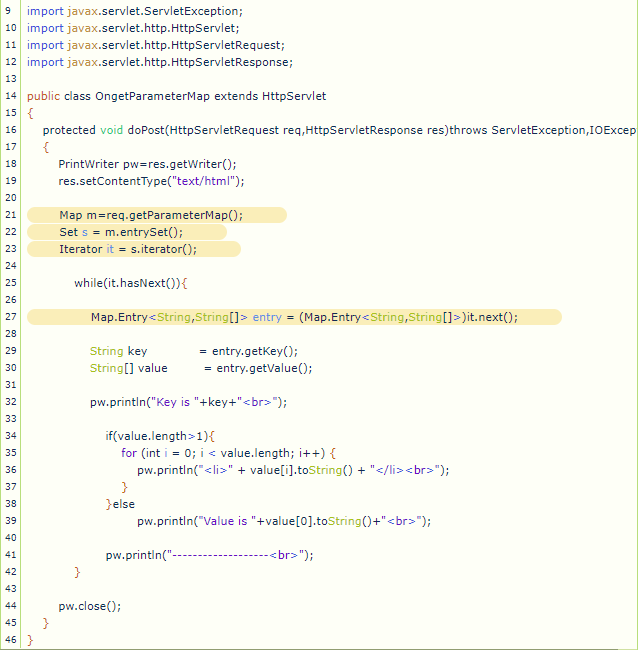 9 import javax.servlet.ServletException;
10 import javax.servlet.http.HttpServlet;
11 import javax.servlet.http.HttpServletRequest;
12 import javax.servlet.http.HttpServletResponse;
13
14 public class OngetParameterMap extends HttpServlet
15 {
16 protected void doPost(HttpServletRequest req,HttpServletResponse res)throws ServletException,IOExcep
17 {
18 PrintWriter pw=res.getWriter();
19 res.setContentType("text/html");
20
21 Map m=req.getParameterMap();
22 Set s = m.entrySet();
23 Iterator it = s.iterator();
24
25 while(it.hasNext()){
26
27 Map.Entry<String,String[]> entry = (Map.Entry<String,String[]>)it.next();
28
29 String key = entry.getKey();
30 String[] value = entry.getValue();
31
32 pw.println("Key is "+key+"<br>");
33
34 if(value.length>1){
35 for (int i = 0; i < value.length; i++) {
36 pw.println("<li>" + value[i].toString() + "</li><br>");
37 }
38 }else
39 pw.println("Value is "+value[0].toString()+"<br>");
40
41 pw.println("-------------------<br>");
42 }
43
44 pw.close();
45 }
46 }